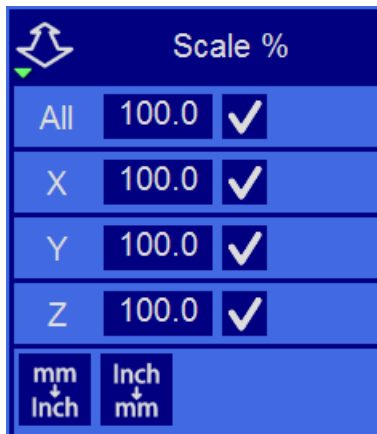 Scale %
All 100.0
X 100.0
Y 100.0
Z 100.0
mm Inch
Inch mm